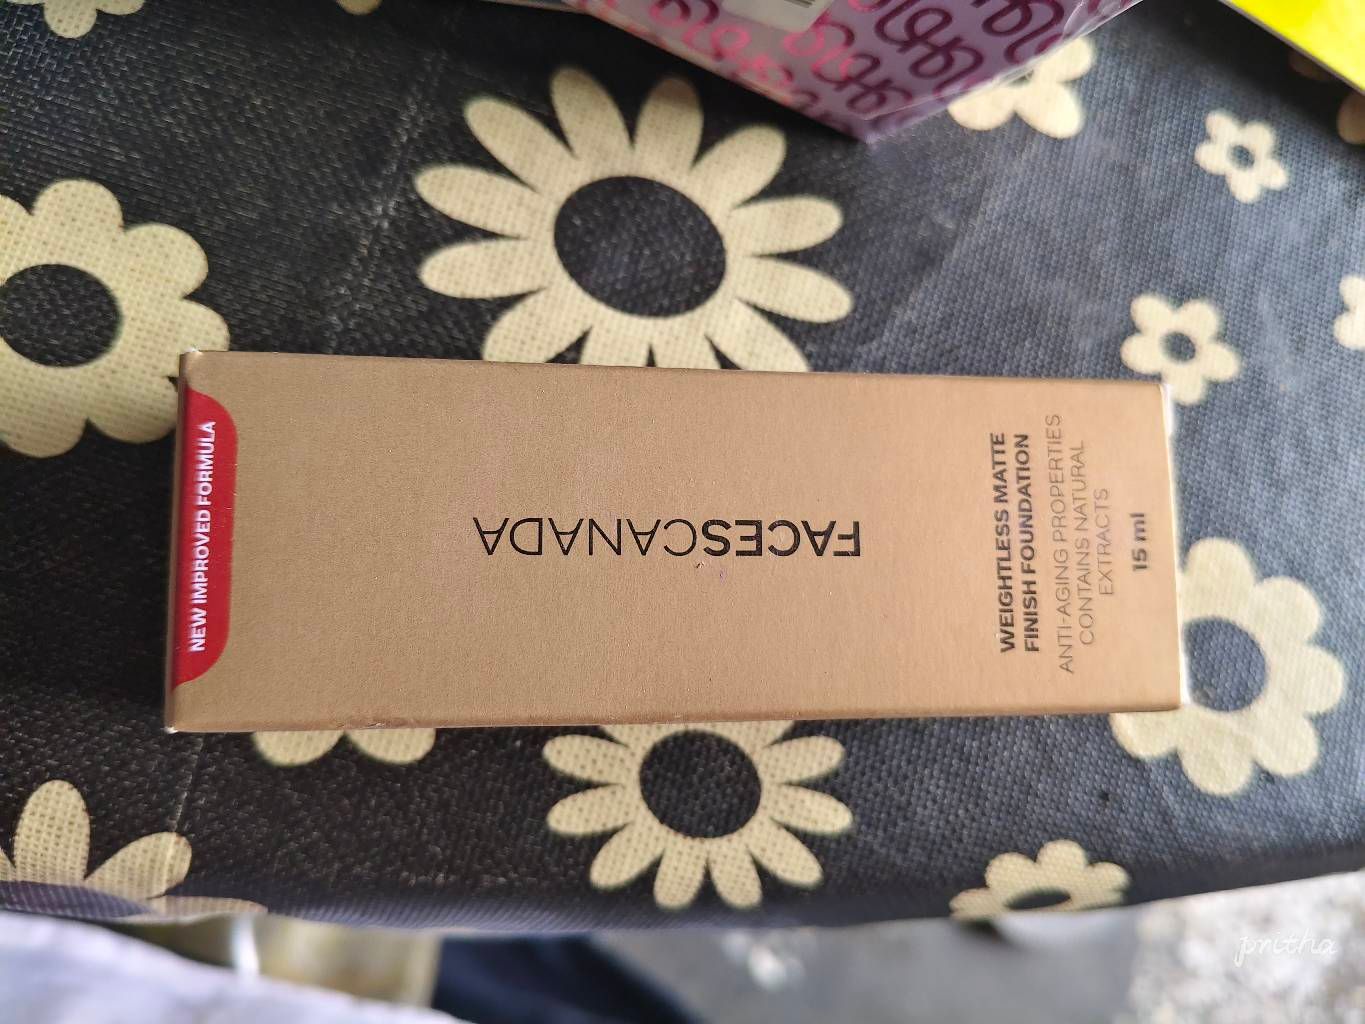 NEW IMPROVED FORMULA
FACESCANADA
WEIGHTLESS MATTE
FINISH FOUNDATION
ANTI-AGING PROPERTIES
CONTAINS NATURAL
EXTRACTS
15 ml
pritha